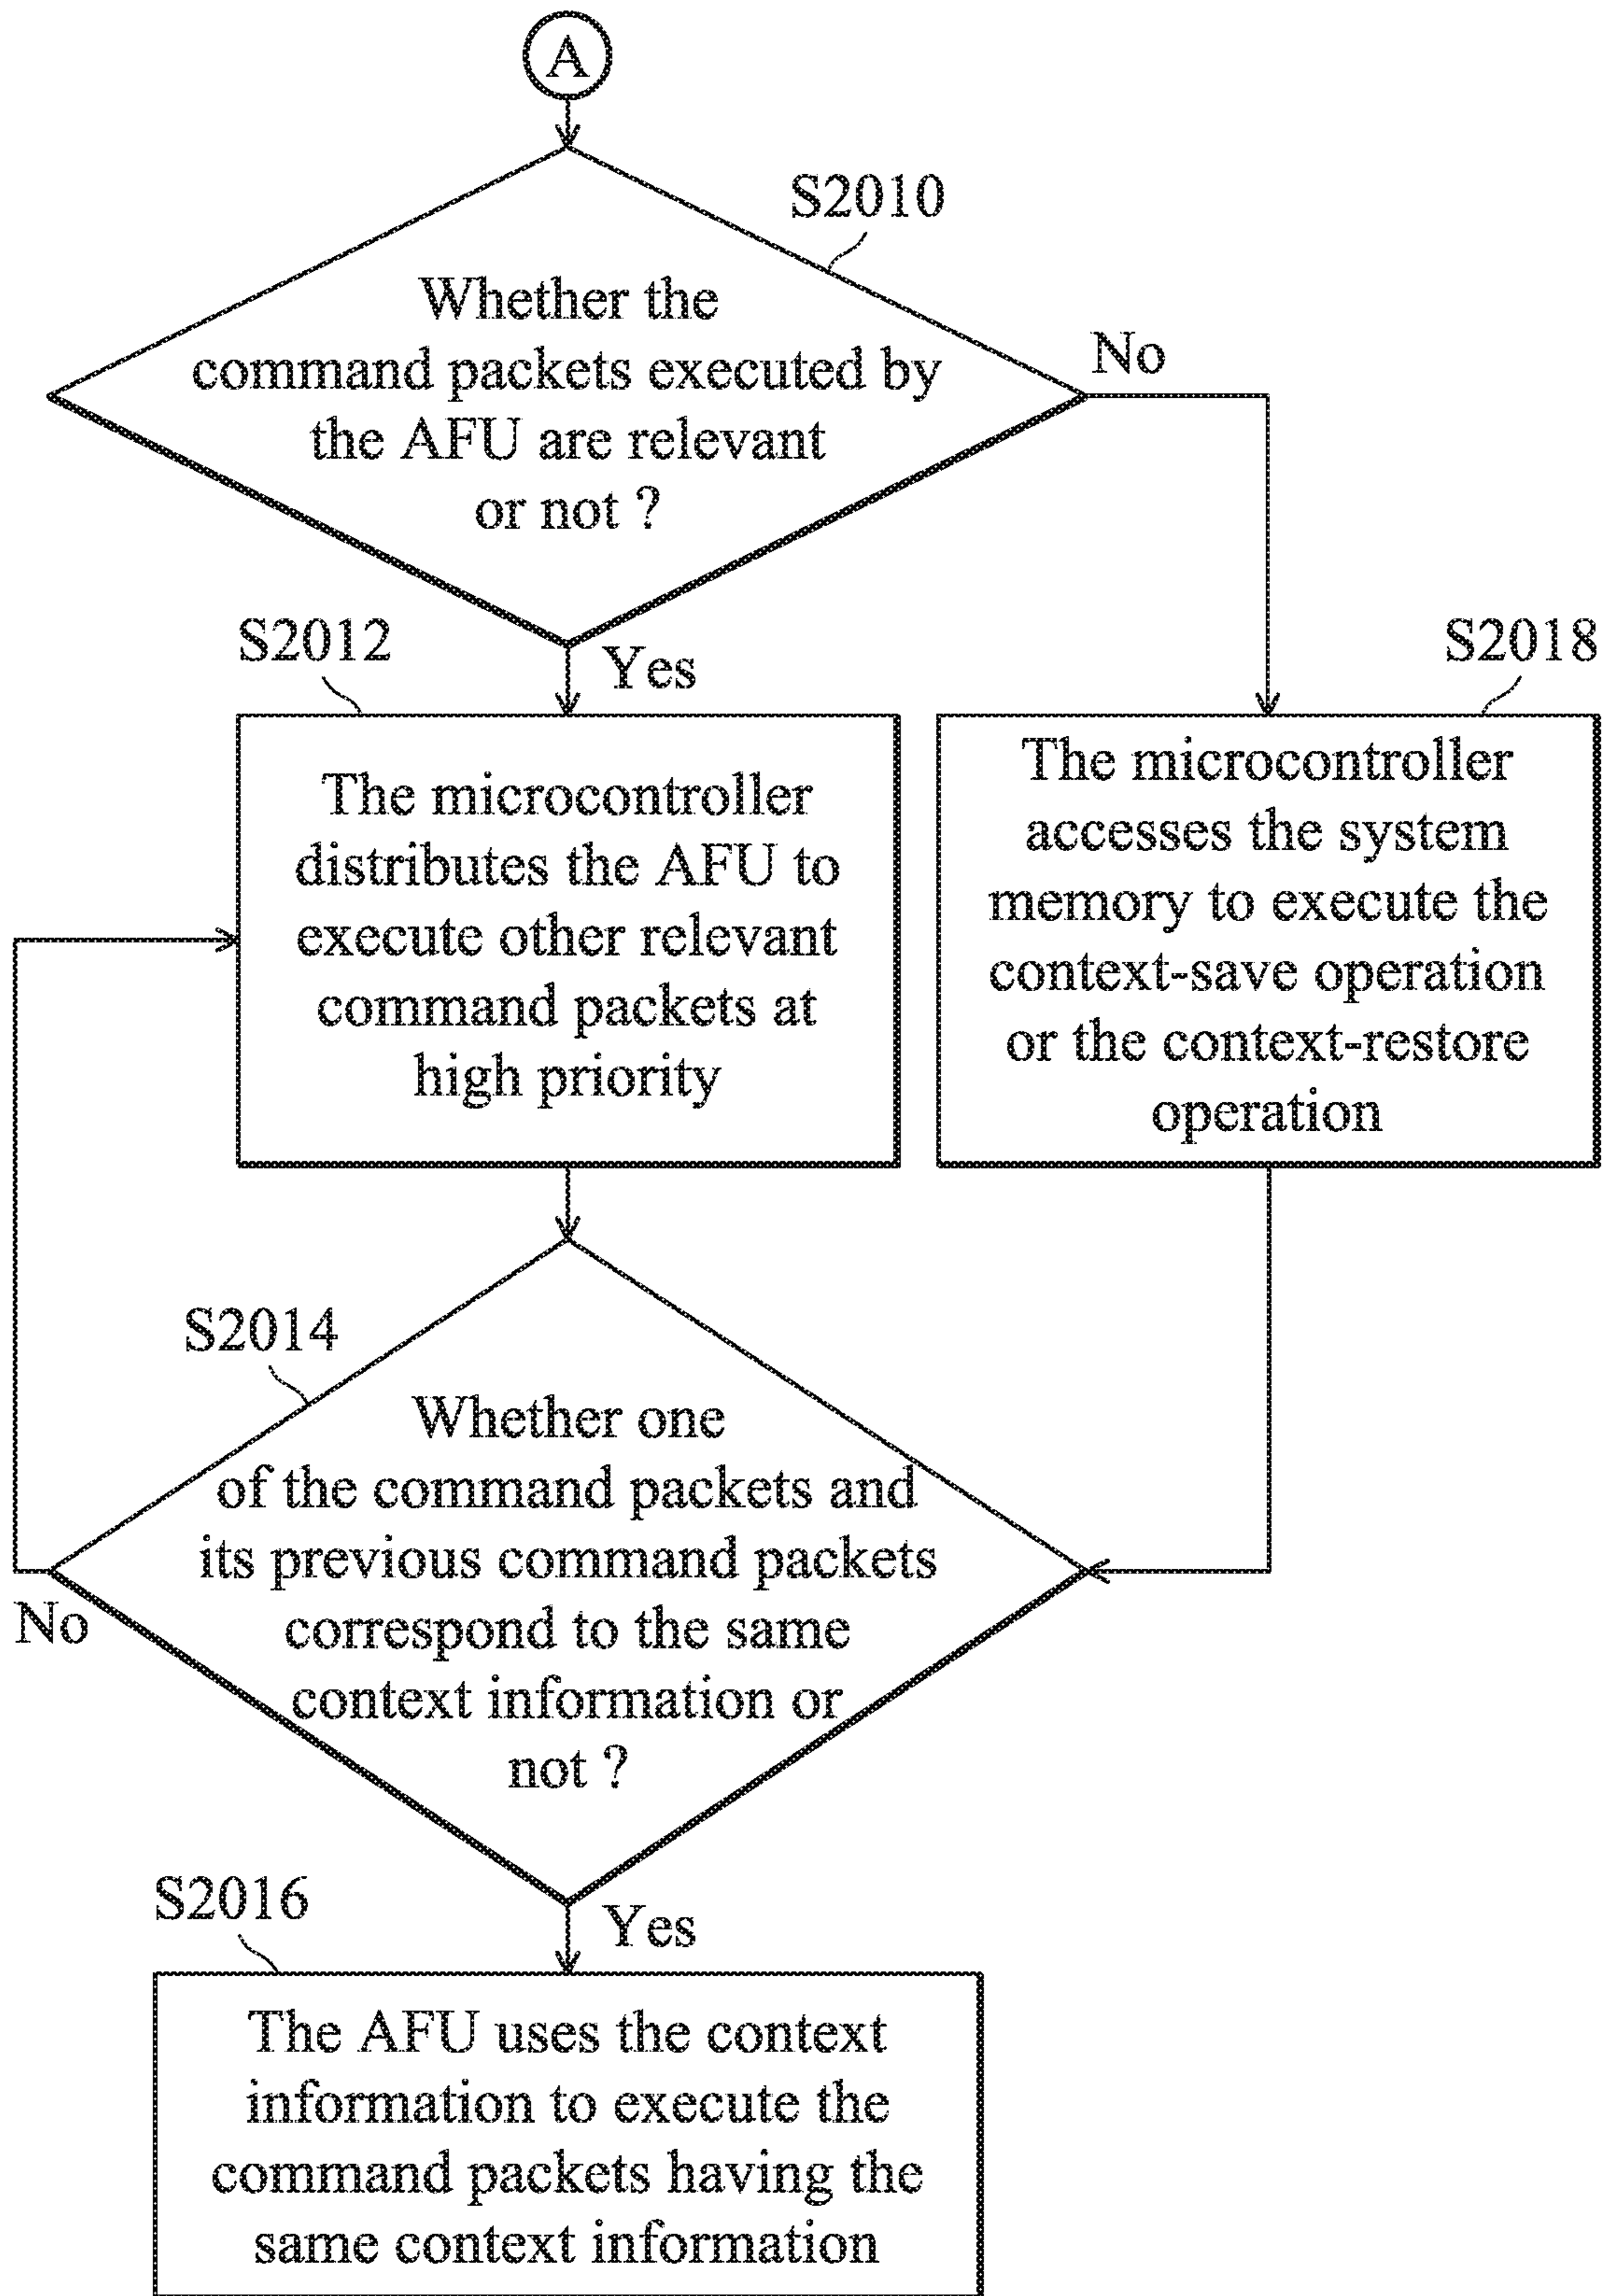 A
S2010
Whether the
command packets executed by
the AFU are relevant
or not ?
No
Yes
S2012
The microcontroller
distributes the AFU to
execute other relevant
command packets at
high priority
S2018
The microcontroller
accesses the system
memory to execute the
context-save operation
or the context-restore
operation
S2014
Whether one
of the command packets and
its previous command packets
correspond to the same
context information or
not ?
No
Yes
S2016
The AFU uses the context
information to execute the
command packets having the
same context information